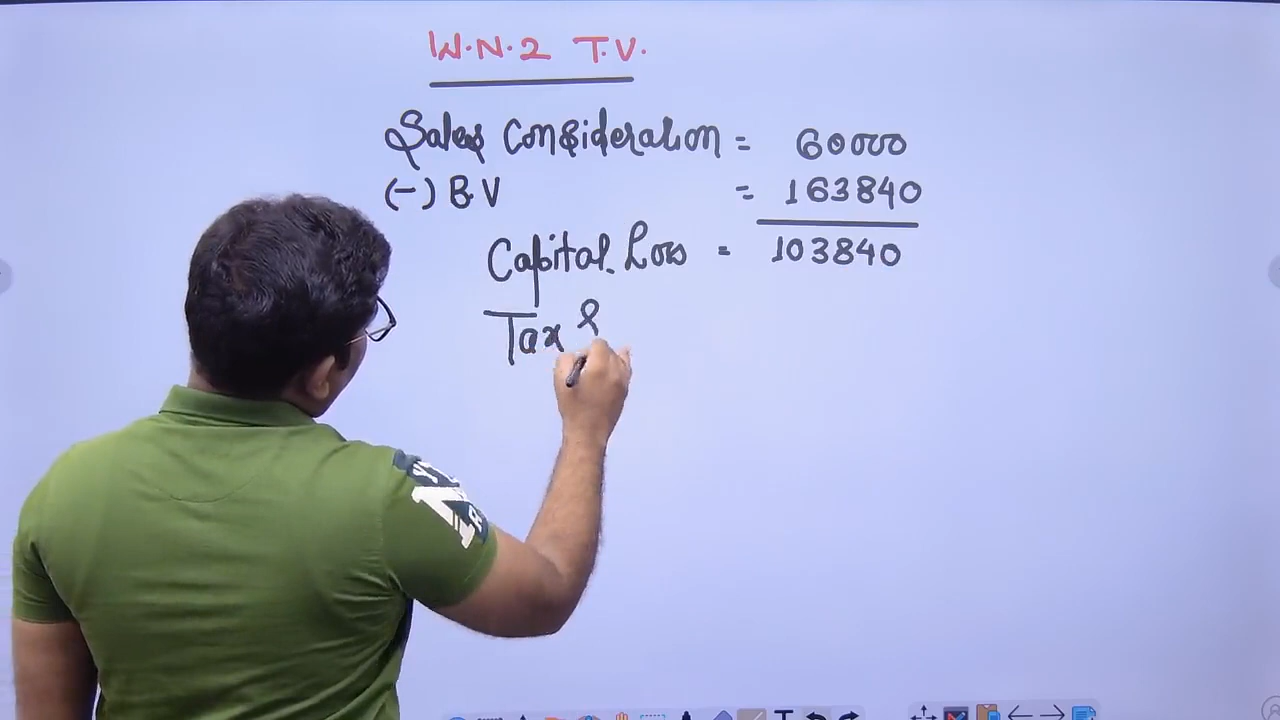 W.N.2 T.V.
Sales Consideration = 60000
(-) B.V = 163840
Capital Loss = 103840
Tax